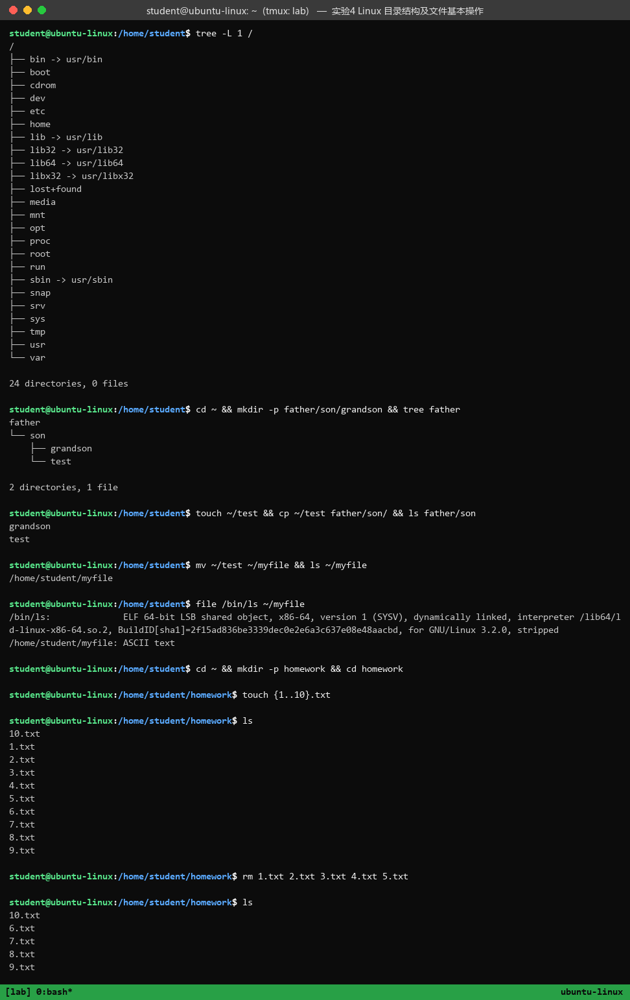 student@ubuntu-linux: ~ (tmux: lab) — 实验4 Linux 目录结构及文件基本操作
student@ubuntu-linux:/home/student$ tree -L 1 /
/
├── bin -> usr/bin
├── boot
├── cdrom
├── dev
├── etc
├── home
├── lib -> usr/lib
├── lib32 -> usr/lib32
├── lib64 -> usr/lib64
├── libx32 -> usr/libx32
├── lost+found
├── media
├── mnt
├── opt
├── proc
├── root
├── run
├── sbin -> usr/sbin
├── snap
├── srv
├── sys
├── tmp
├── usr
└── var
24 directories, 0 files
student@ubuntu-linux:/home/student$ cd ~ && mkdir -p father/son/grandson && tree father
father
└── son
    ├── grandson
    └── test
2 directories, 1 file
student@ubuntu-linux:/home/student$ touch ~/test && cp ~/test father/son/ && ls father/son
grandson
test
student@ubuntu-linux:/home/student$ mv ~/test ~/myfile && ls ~/myfile
/home/student/myfile
student@ubuntu-linux:/home/student$ file /bin/ls ~/myfile
/bin/ls:              ELF 64-bit LSB shared object, x86-64, version 1 (SYSV), dynamically linked, interpreter /lib64/l
d-linux-x86-64.so.2, BuildID[sha1]=2f15ad836be3339dec0e2e6a3c637e08e48aacbd, for GNU/Linux 3.2.0, stripped
/home/student/myfile: ASCII text
student@ubuntu-linux:/home/student$ cd ~ && mkdir -p homework && cd homework
student@ubuntu-linux:/home/student/homework$ touch {1..10}.txt
student@ubuntu-linux:/home/student/homework$ ls
10.txt
1.txt
2.txt
3.txt
4.txt
5.txt
6.txt
7.txt
8.txt
9.txt
student@ubuntu-linux:/home/student/homework$ rm 1.txt 2.txt 3.txt 4.txt 5.txt
student@ubuntu-linux:/home/student/homework$ ls
10.txt
6.txt
7.txt
8.txt
9.txt
[lab] 0:bash* ubuntu-linux